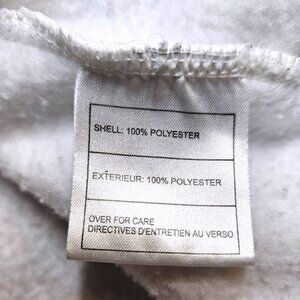 SHELL: 100% POLYESTER
EXTERIEUR: 100% POLYESTER
OVER FOR CARE
DIRECTIVES D'ENTRETIEN AU VERSO